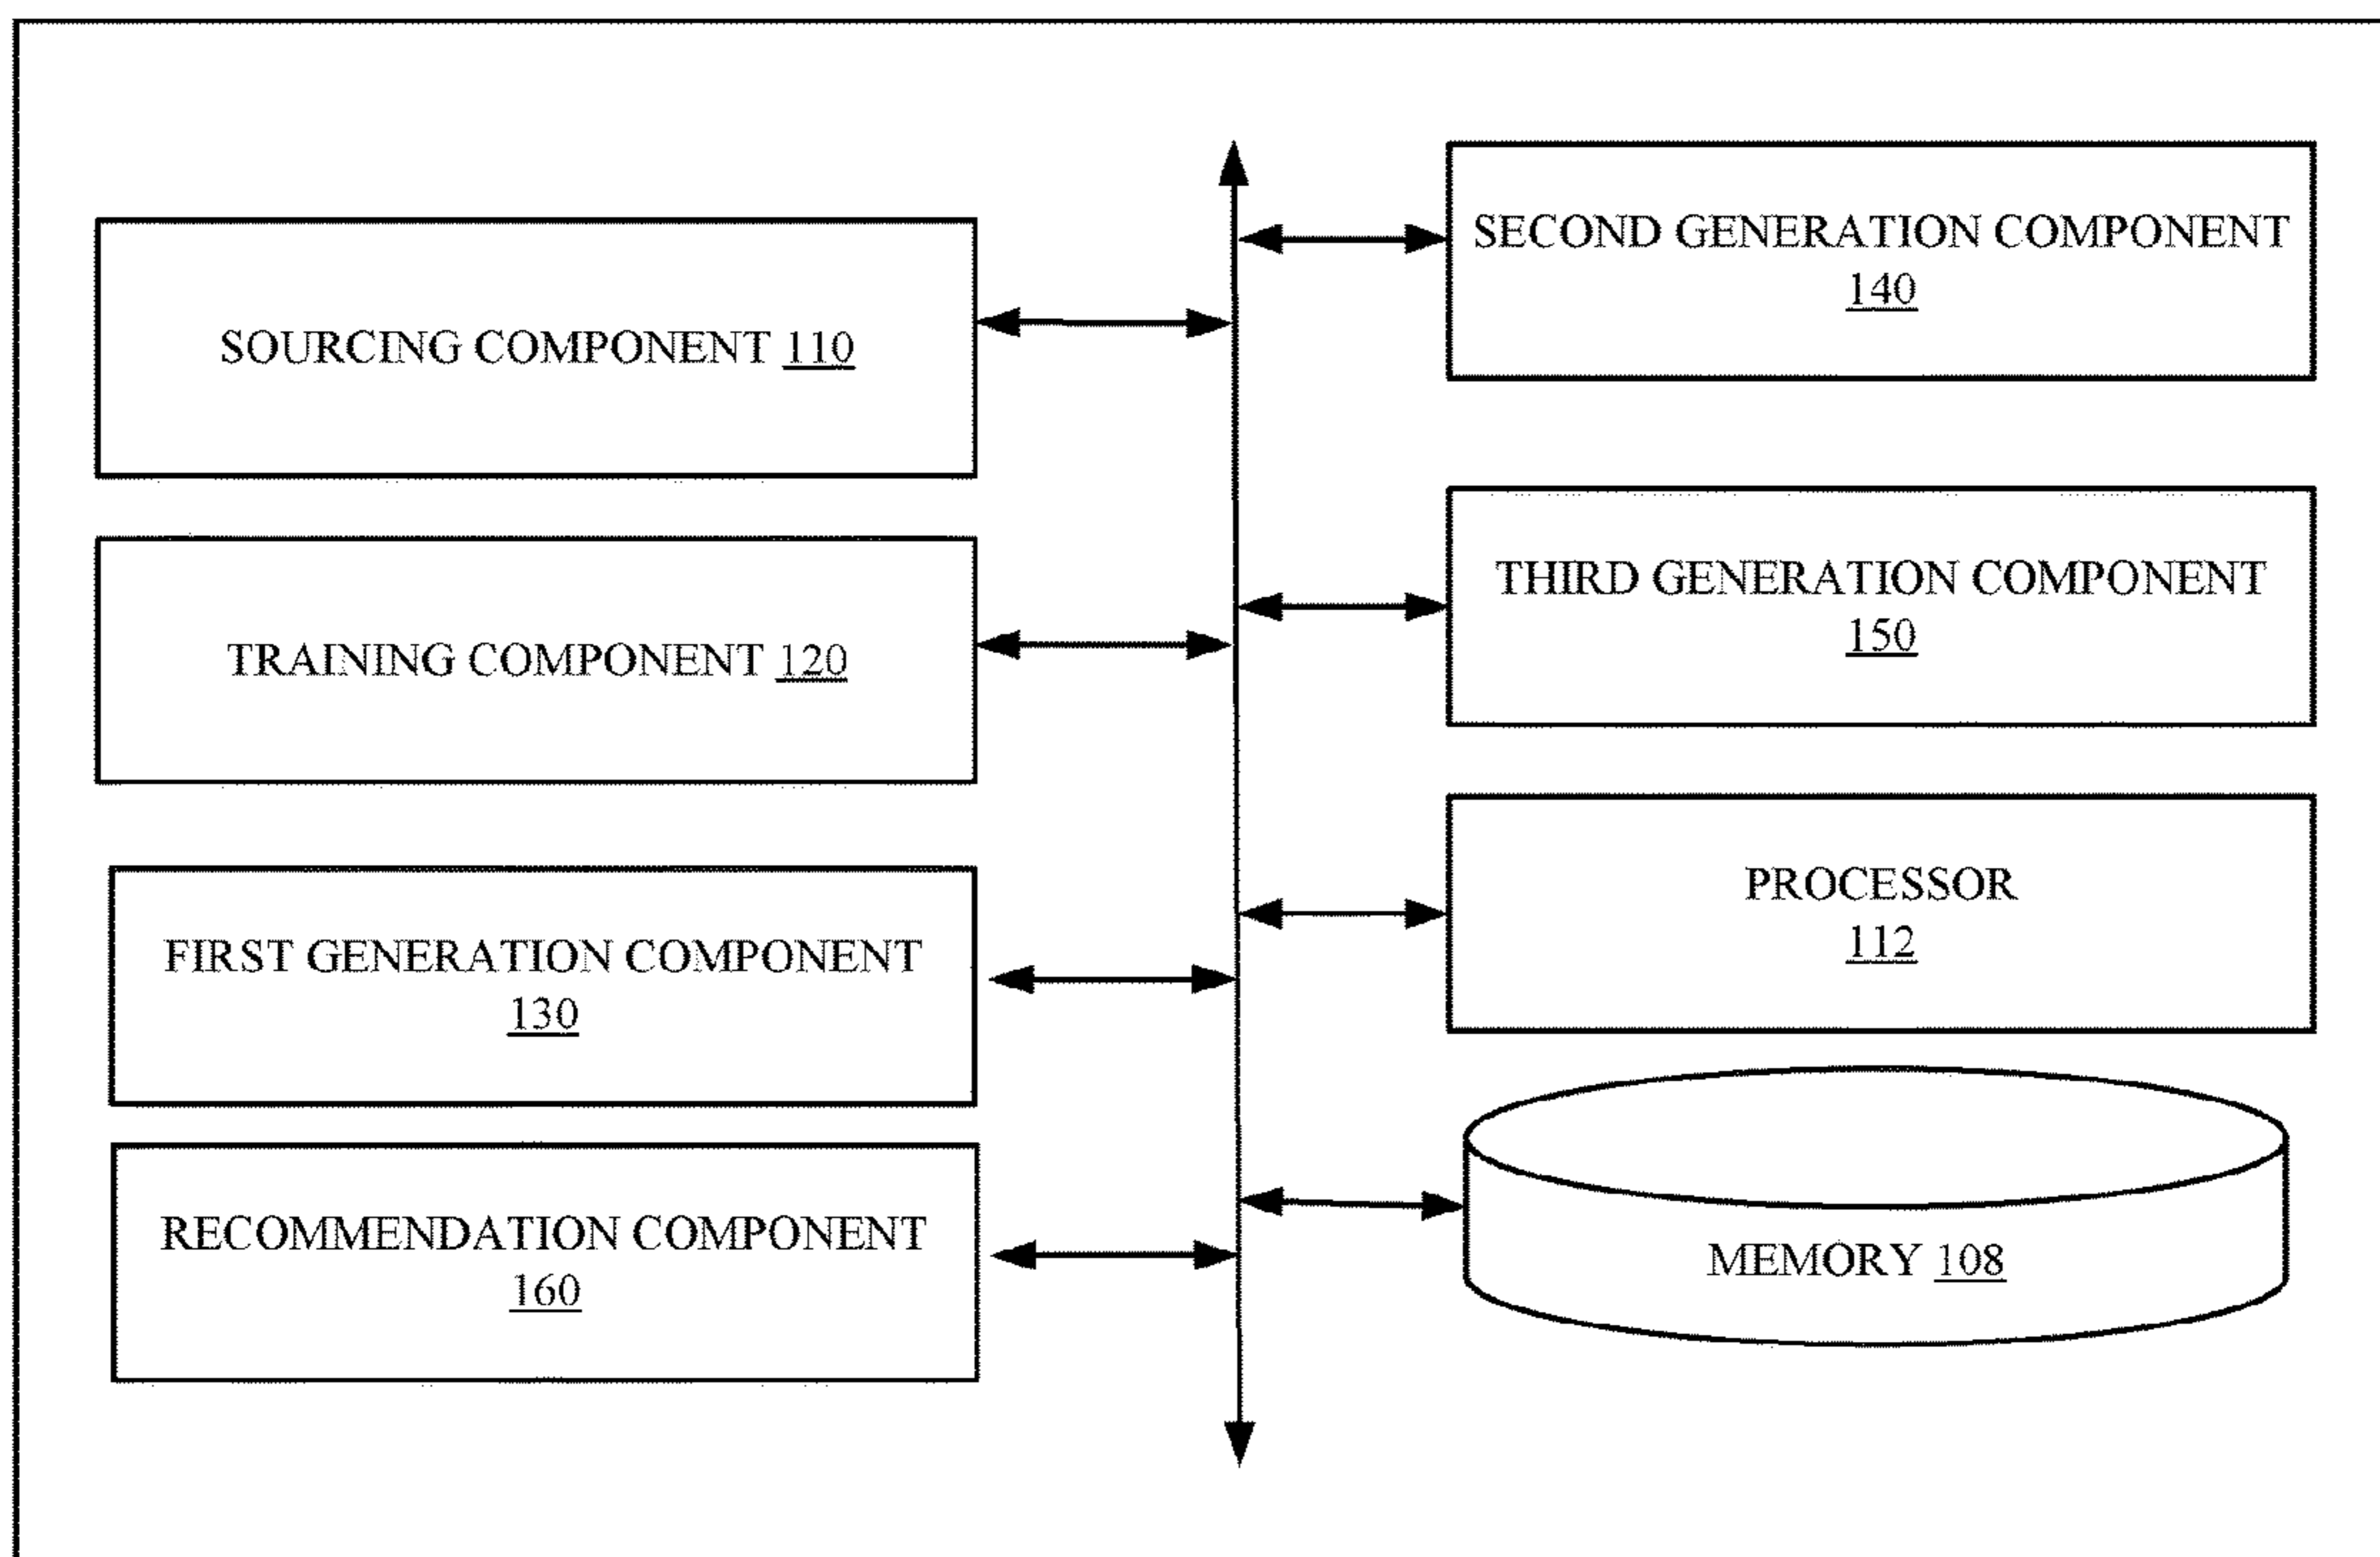 SOURCING COMPONENT 110
TRAINING COMPONENT 120
FIRST GENERATION COMPONENT
130
RECOMMENDATION COMPONENT
160
SECOND GENERATION COMPONENT
140
THIRD GENERATION COMPONENT
150
PROCESSOR
112
MEMORY 108